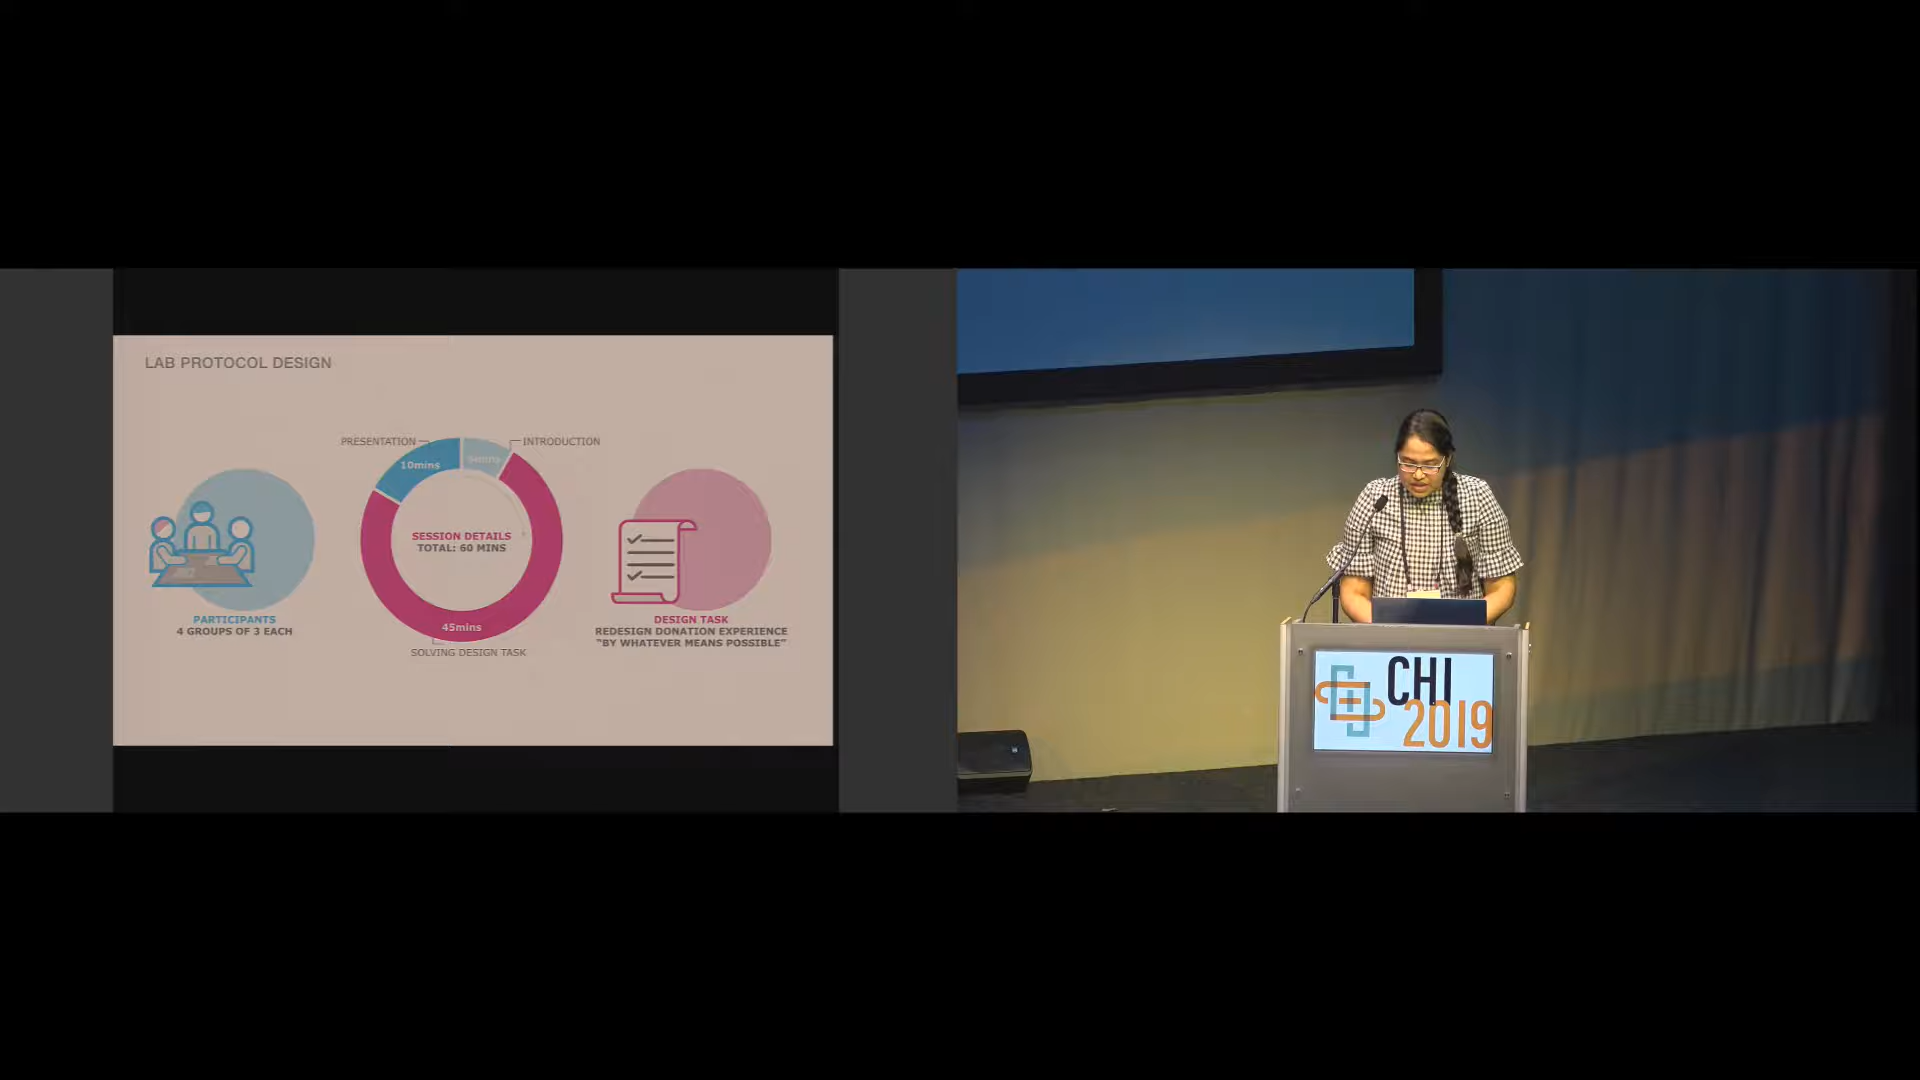 LAB PROTOCOL DESIGN
PRESENTATION
INTRODUCTION
10mins
5mins
SESSION DETAILS
TOTAL: 60 MINS
45mins
SOLVING DESIGN TASK
PARTICIPANTS
4 GROUPS OF 3 EACH
DESIGN TASK
REDESIGN DONATION EXPERIENCE
"BY WHATEVER MEANS POSSIBLE"
CHI
2019